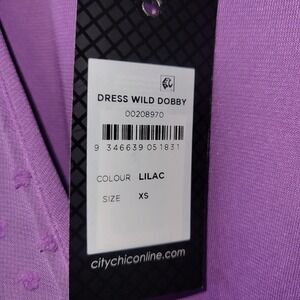 DRESS WILD DOBBY
00208970
9 346639 051831
COLOUR LILAC
SIZE XS
citychiconline.com